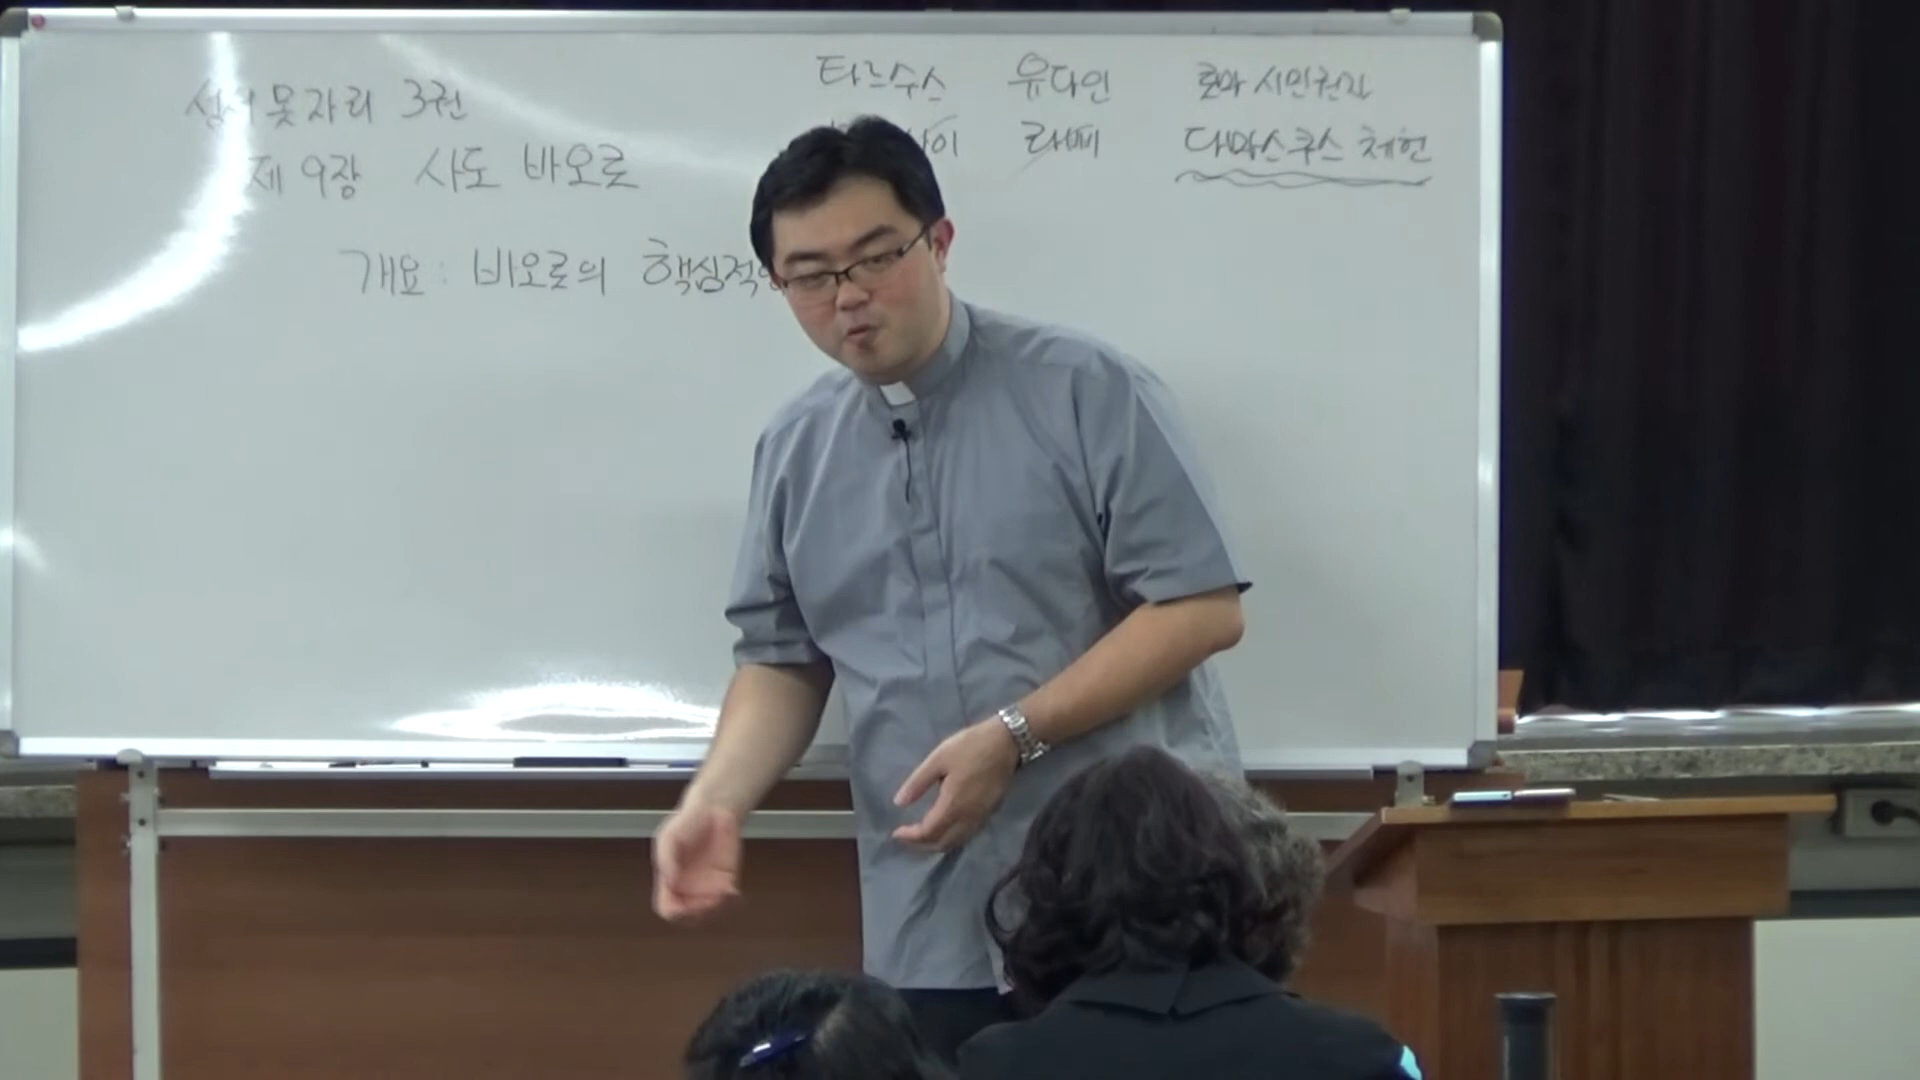 성서못자리 3권
제 9장 사도 바오로
개요: 바오로의 핵심적
타르수스 유다인 로마 시민권자
라삐 다마스쿠스 체험